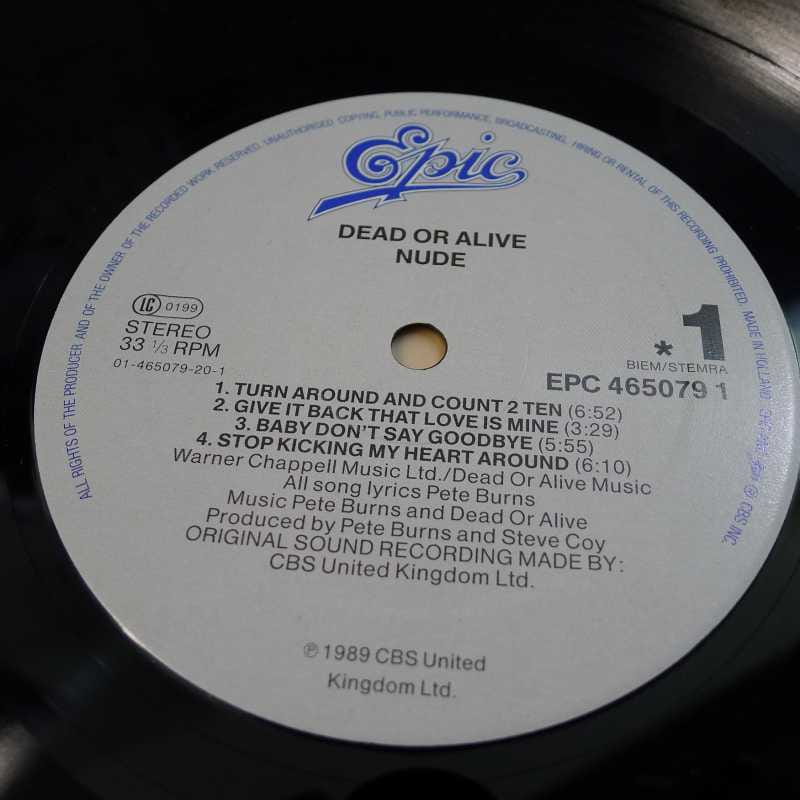 ALL RIGHTS OF THE PRODUCER AND OF THE OWNER OF THE RECORDED WORK RESERVED. UNAUTHORISED COPYING, PUBLIC PERFORMANCE, BROADCASTING, HIRING OR RENTAL OF THIS RECORDING PROHIBITED. MADE IN HOLLAND
℗ CBS INC.
Epic
DEAD OR ALIVE
NUDE
LC 0199
STEREO
33 1/3 RPM
01-465079-20-1
*1
BIEM/STEMRA
EPC 465079 1
1. TURN AROUND AND COUNT 2 TEN (6:52)
2. GIVE IT BACK THAT LOVE IS MINE (3:29)
3. BABY DON'T SAY GOODBYE (5:55)
4. STOP KICKING MY HEART AROUND (6:10)
Warner Chappell Music Ltd./Dead Or Alive Music
All song lyrics Pete Burns
Music Pete Burns and Dead Or Alive
Produced by Pete Burns and Steve Coy
ORIGINAL SOUND RECORDING MADE BY:
CBS United Kingdom Ltd.
℗ 1989 CBS United
Kingdom Ltd.